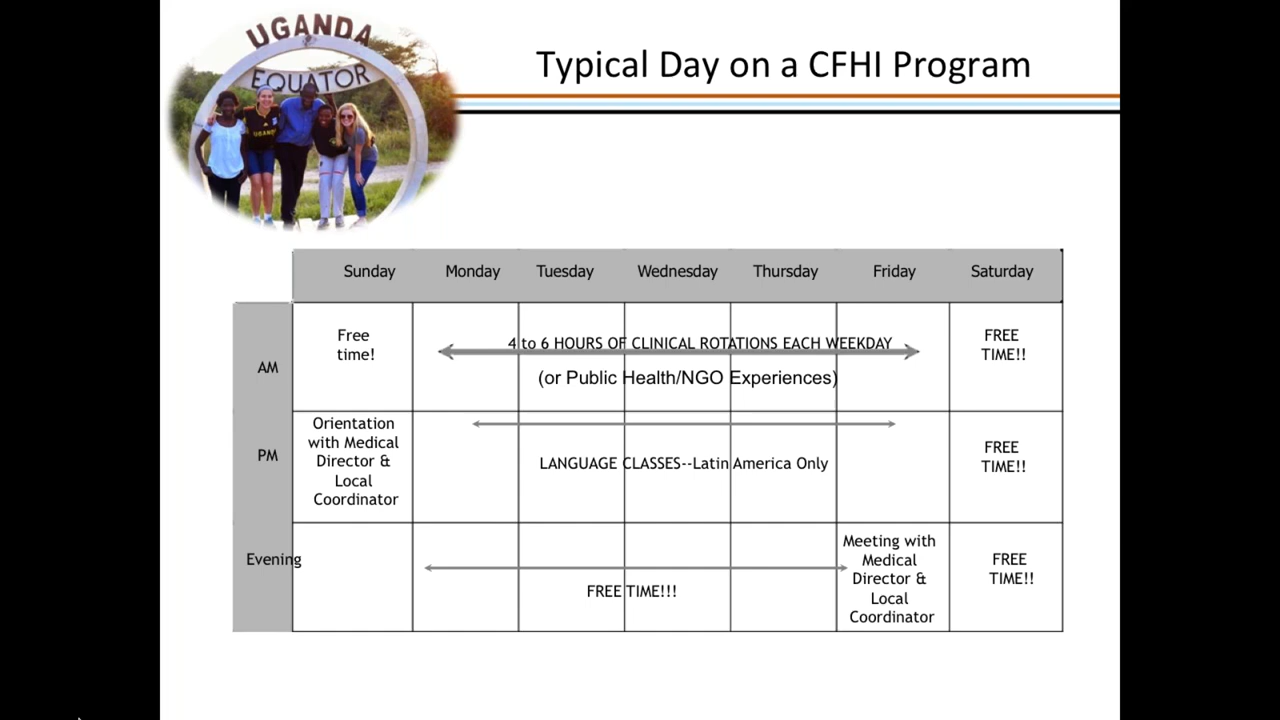 UGANDA
EQUATOR
UGANDA
Typical Day on a CFHI Program
Sunday Monday Tuesday Wednesday Thursday Friday Saturday
AM
Free
time!
4 to 6 HOURS OF CLINICAL ROTATIONS EACH WEEKDAY
(or Public Health/NGO Experiences)
FREE
TIME!!
PM
Orientation
with Medical
Director &
Local
Coordinator
LANGUAGE CLASSES--Latin America Only
FREE
TIME!!
Evening
FREE TIME!!!
Meeting with
Medical
Director &
Local
Coordinator
FREE
TIME!!